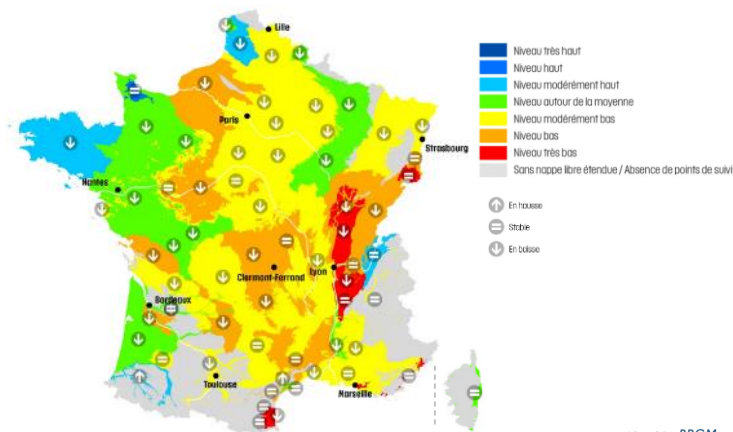 Lille
Paris
Strasbourg
Nantes
Clermont-Ferrand
Lyon
Bordeaux
Toulouse
Marseille
Niveau très haut
Niveau haut
Niveau modérément haut
Niveau autour de la moyenne
Niveau modérément bas
Niveau bas
Niveau très bas
Sans nappe libre étendue / Absence de points de suivi
En hausse
Stable
En baisse
BRGM